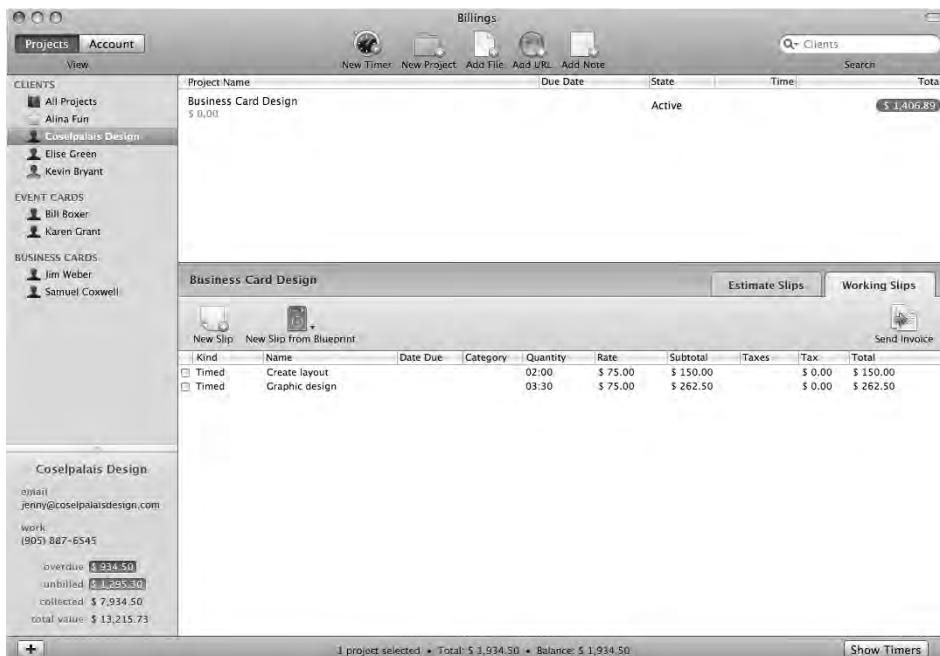 Billings
Projects Account
View
New Timer New Project Add File Add URL Add Note
Clients
Search
CLIENTS
All Projects
Alina Fun
Coselpalais Design
Elise Green
Kevin Bryant
EVENT CARDS
Bill Boxer
Karen Grant
BUSINESS CARDS
Jim Weber
Samuel Coxwell
Coselpalais Design
email
jenny@coselpalaisdesign.com
work
(905) 887-6545
overdue $ 934.50
unbilled $ 1,295.30
collected $ 7,934.50
total value $ 13,215.73
Project Name Due Date State Time Tota
Business Card Design Active $ 1,406.89
$ 0.00
Business Card Design Estimate Slips Working Slips
New Slip New Slip from Blueprint Send Invoice
Kind Name Date Due Category Quantity Rate Subtotal Taxes Tax Total
Timed Create layout 02:00 $ 75.00 $ 150.00 $ 0.00 $ 150.00
Timed Graphic design 03:30 $ 75.00 $ 262.50 $ 0.00 $ 262.50
1 project selected • Total: $ 1,934.50 • Balance: $ 1,934.50
Show Timers